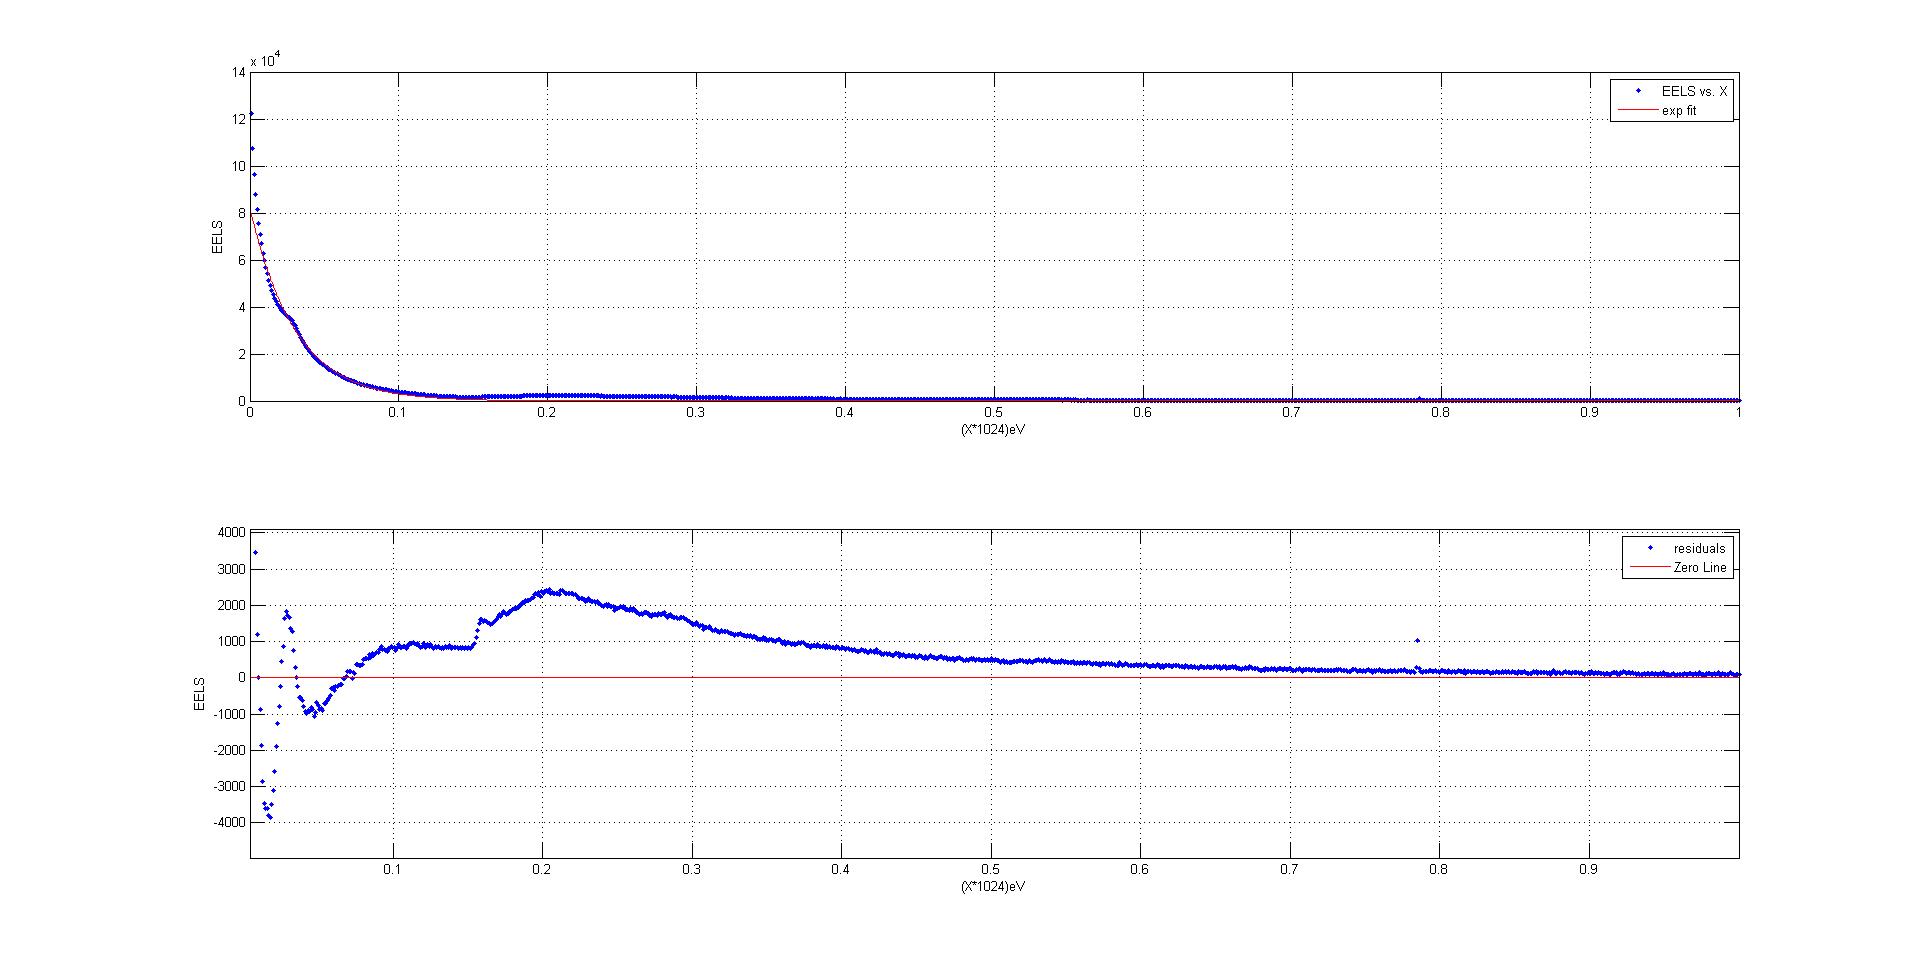 x 10^4
14
12
10
8
6
4
2
0
EELS
0 0.1 0.2 0.3 0.4 0.5 0.6 0.7 0.8 0.9 1
(X*1024)eV
EELS vs. X
exp fit
4000
3000
2000
1000
0
-1000
-2000
-3000
-4000
EELS
0.1 0.2 0.3 0.4 0.5 0.6 0.7 0.8 0.9
(X*1024)eV
residuals
Zero Line